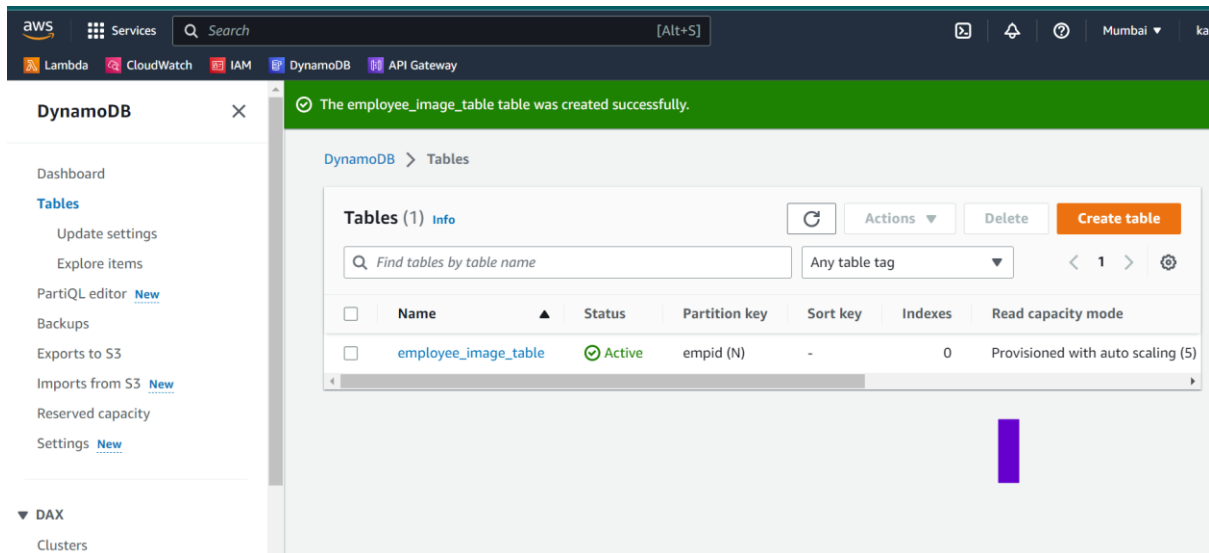 aws Services Search [Alt+S] Mumbai ▼ ka
Lambda CloudWatch IAM DynamoDB API Gateway
DynamoDB
Dashboard
Tables
Update settings
Explore items
PartiQL editor New
Backups
Exports to S3
Imports from S3 New
Reserved capacity
Settings New
DAX
Clusters
The employee_image_table table was created successfully.
DynamoDB > Tables
Tables (1) Info Actions ▼ Delete Create table
Find tables by table name Any table tag ▼ < 1 >
Name ▲ Status Partition key Sort key Indexes Read capacity mode
employee_image_table Active empid (N) - 0 Provisioned with auto scaling (5)